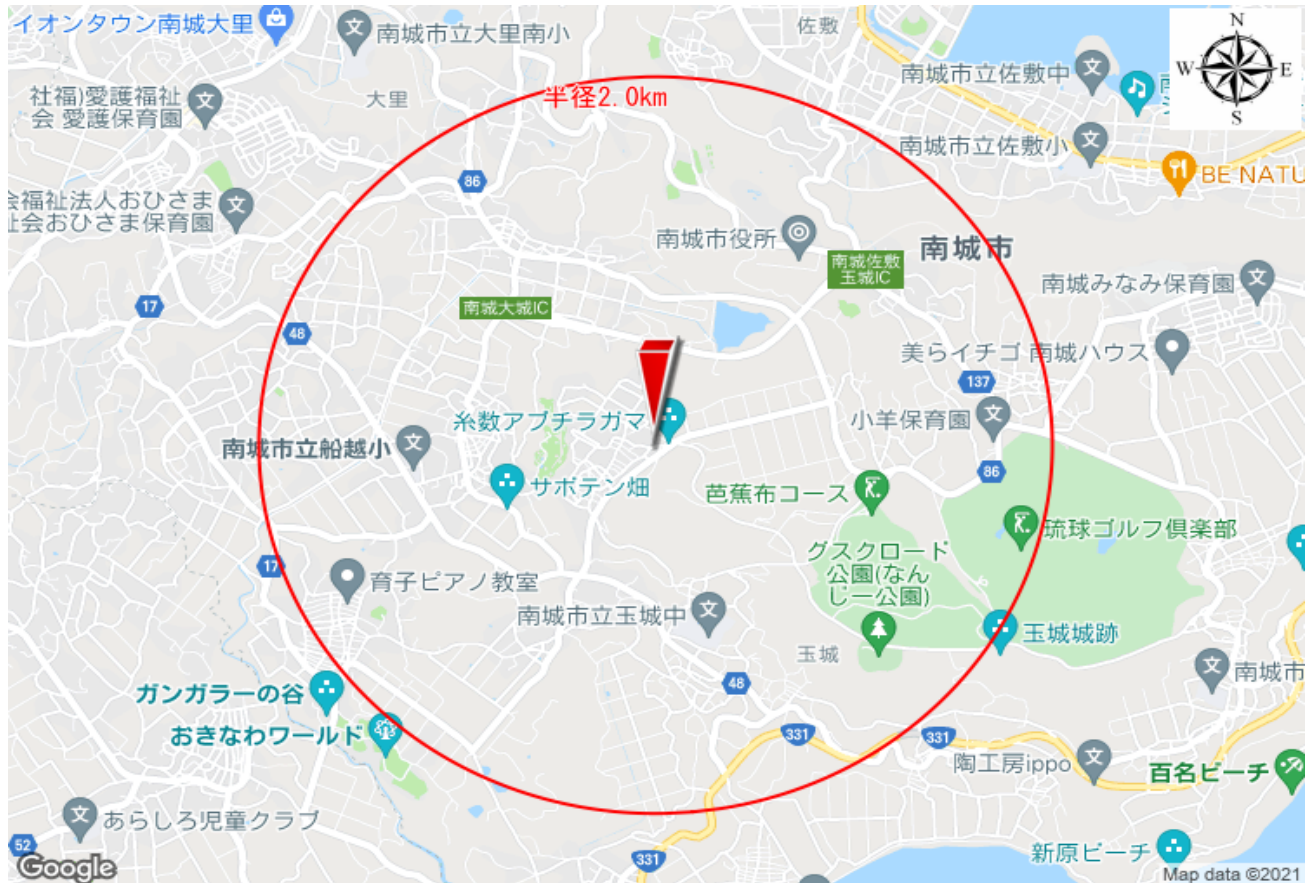 イオンタウン南城大里
南城市立大里南小
佐敷
N
W
E
S
南城市立佐敷中
半径2.0km
大里
社福)愛護福祉
会 愛護保育園
南城市立佐敷小
BE NATU
86
会福祉法人おひさま
祉会おひさま保育園
南城市役所
南城市
南城佐敷
玉城IC
南城みなみ保育園
17
南城大城IC
48
美らイチゴ 南城ハウス
137
糸数アブチラガマ
小羊保育園
南城市立船越小
86
サボテン畑
芭蕉布コース
琉球ゴルフ倶楽部
グスクロード
公園(なん
じー公園)
17
育子ピアノ教室
南城市立玉城中
玉城城跡
玉城
南城市
48
ガンガラーの谷
おきなわワールド
331
331
陶工房ippo
百名ビーチ
あらしろ児童クラブ
52
331
新原ビーチ
Google
Map data ©2021